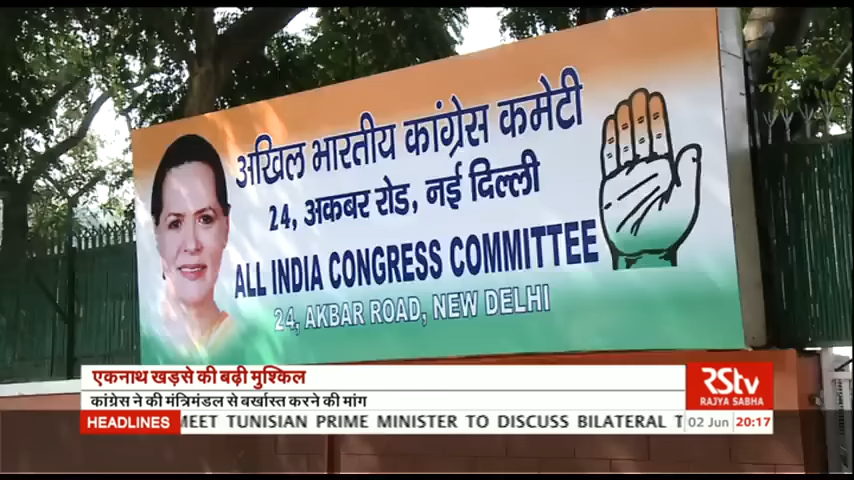 अखिल भारतीय कांग्रेस कमेटी
24, अकबर रोड, नई दिल्ली
ALL INDIA CONGRESS COMMITTEE
24, AKBAR ROAD, NEW DELHI
एकनाथ खड़से की बढ़ी मुश्किल
कांग्रेस ने की मंत्रिमंडल से बर्खास्त करने की मांग
RStv
RAJYA SABHA
HEADLINES MEET TUNISIAN PRIME MINISTER TO DISCUSS BILATERAL T 02 Jun 20:17